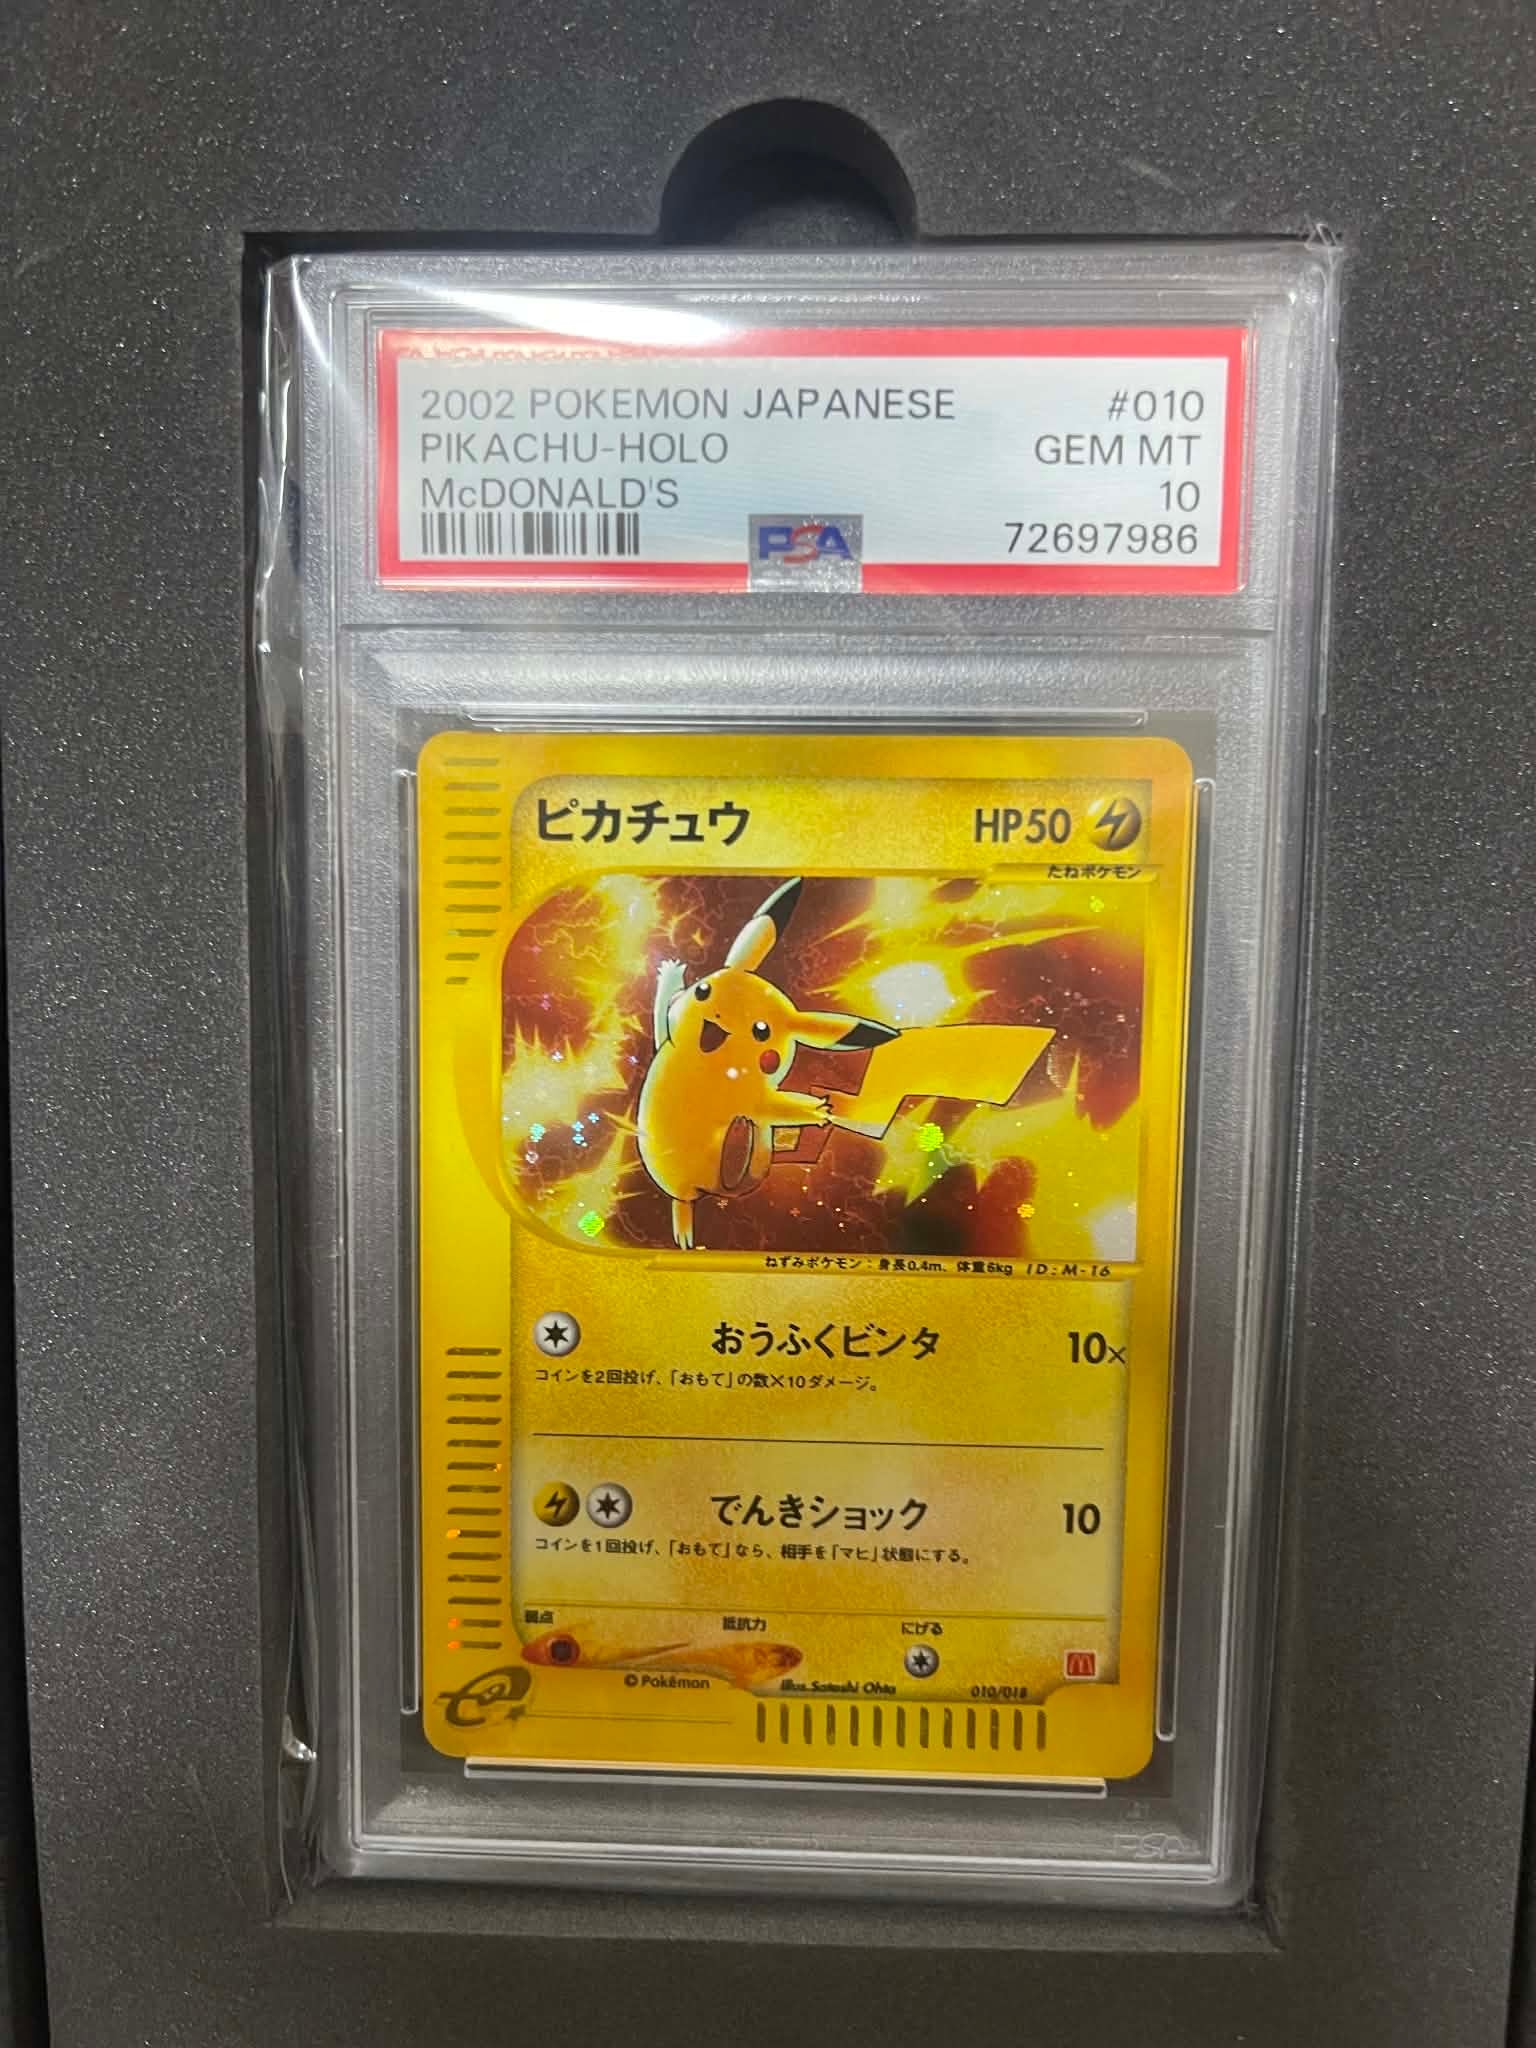 2002 POKEMON JAPANESE #010
PIKACHU-HOLO GEM MT
McDONALD'S 10
PSA 72697986
ピカチュウ HP50
たねポケモン
ねずみポケモン：身長0.4m、体重6kg ID:M-16
おうふくビンタ 10×
コインを2回投げ、「おもて」の数×10ダメージ。
でんきショック 10
コインを1回投げ、「おもて」なら、相手を「マヒ」状態にする。
弱点 抵抗力 にげる
©Pokémon Illus.Satoshi Ohta 010/018
e
PSA